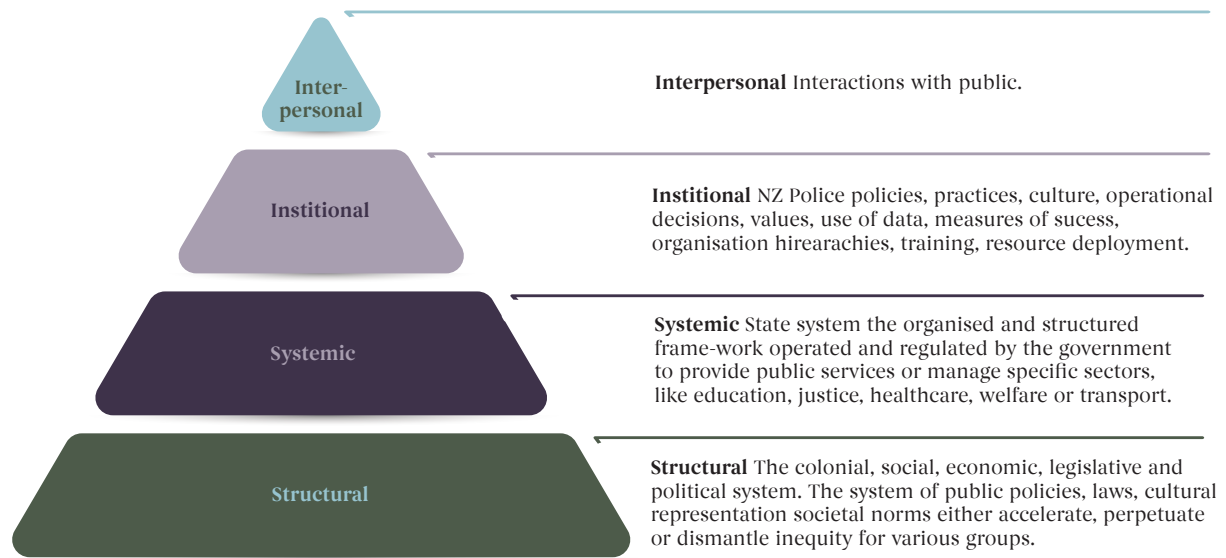 Inter-
personal
Interpersonal Interactions with public.
Institional
Institional NZ Police policies, practices, culture, operational
decisions, values, use of data, measures of sucess,
organisation hirearachies, training, resource deployment.
Systemic
Systemic State system the organised and structured
frame-work operated and regulated by the government
to provide public services or manage specific sectors,
like education, justice, healthcare, welfare or transport.
Structural
Structural The colonial, social, economic, legislative and
political system. The system of public policies, laws, cultural
representation societal norms either accelerate, perpetuate
or dismantle inequity for various groups.